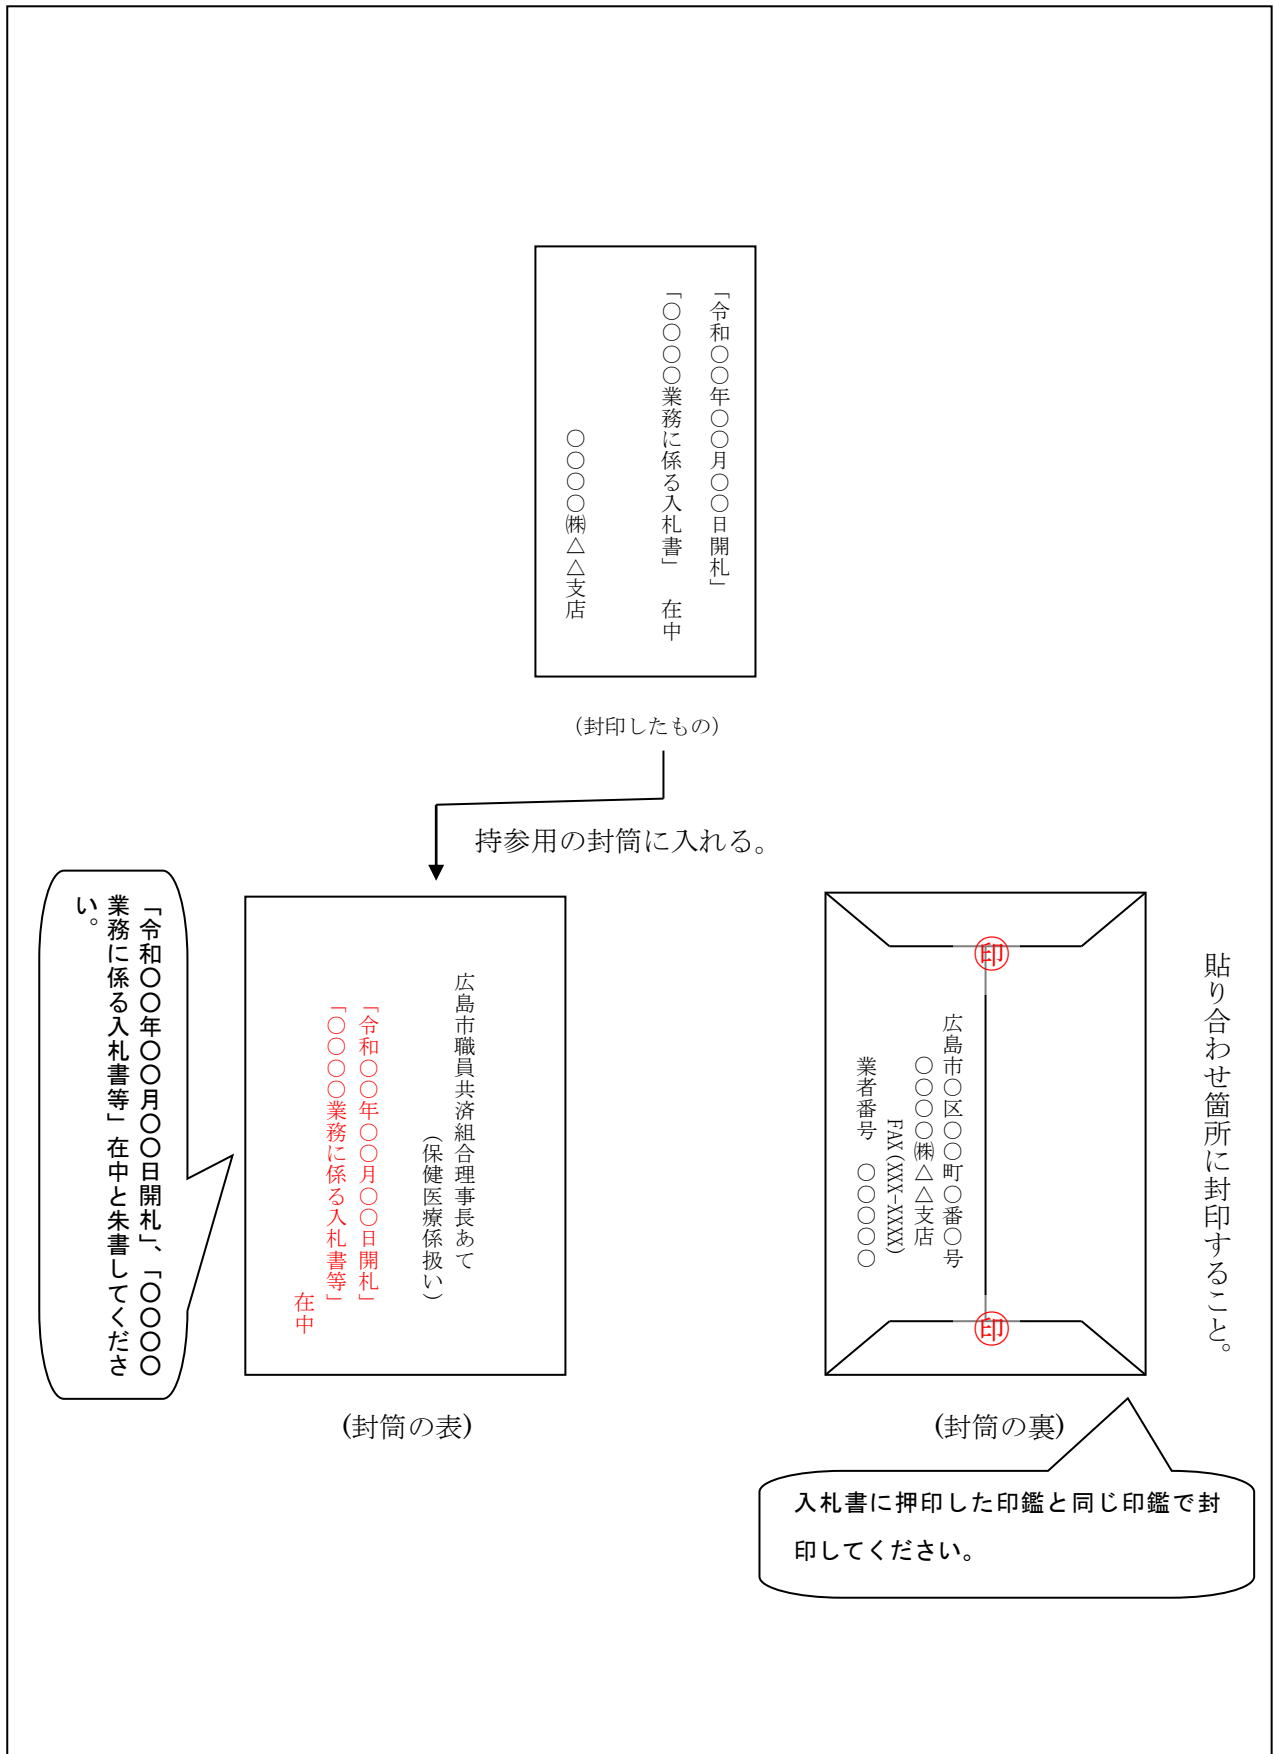 「令和〇〇年〇〇月〇〇日開札」
「〇〇〇〇業務に係る入札書」　在中
〇〇〇〇㈱△△支店
（封印したもの）
持参用の封筒に入れる。
貼り合わせ箇所に封印すること。
印
広島市〇区〇〇町〇番〇号
〇〇〇〇㈱△△支店
FAX(XXX-XXXX)
業者番号　〇〇〇〇〇
印
(封筒の裏)
入札書に押印した印鑑と同じ印鑑で封
印してください。
広島市職員共済組合理事長あて
（保健医療係扱い）
「令和〇〇年〇〇月〇〇日開札」
「〇〇〇〇業務に係る入札書等」
在中
(封筒の表)
「令和〇〇年〇〇月〇〇日開札」、「〇〇〇〇
業務に係る入札書等」在中と朱書してくださ
い。